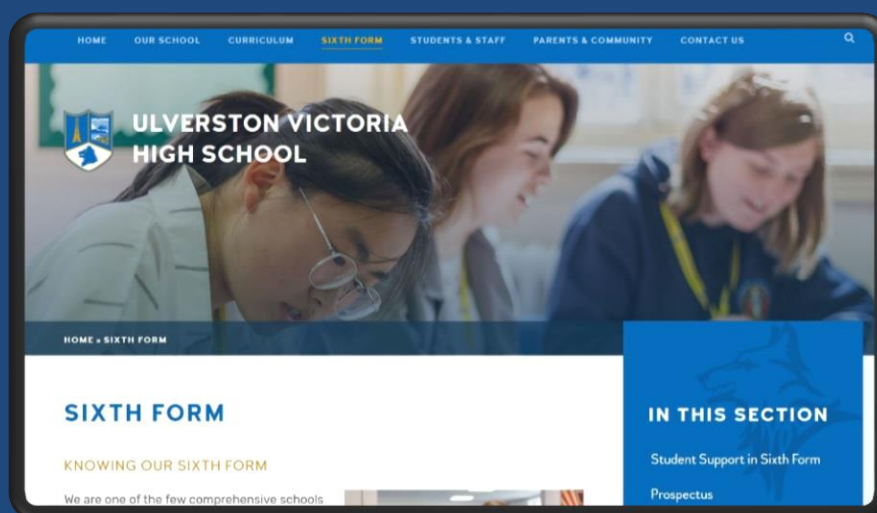 HOME OUR SCHOOL CURRICULUM SIXTH FORM STUDENTS & STAFF PARENTS & COMMUNITY CONTACT US
ULVERSTON VICTORIA
HIGH SCHOOL
HOME » SIXTH FORM
SIXTH FORM
KNOWING OUR SIXTH FORM
We are one of the few comprehensive schools
IN THIS SECTION
Student Support in Sixth Form
Prospectus